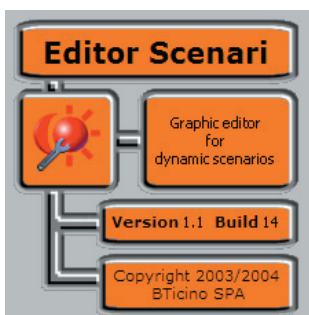 Editor Scenari
Graphic editor
for
dynamic scenarios
Version 1.1 Build 14
Copyright 2003/2004
BTicino SPA